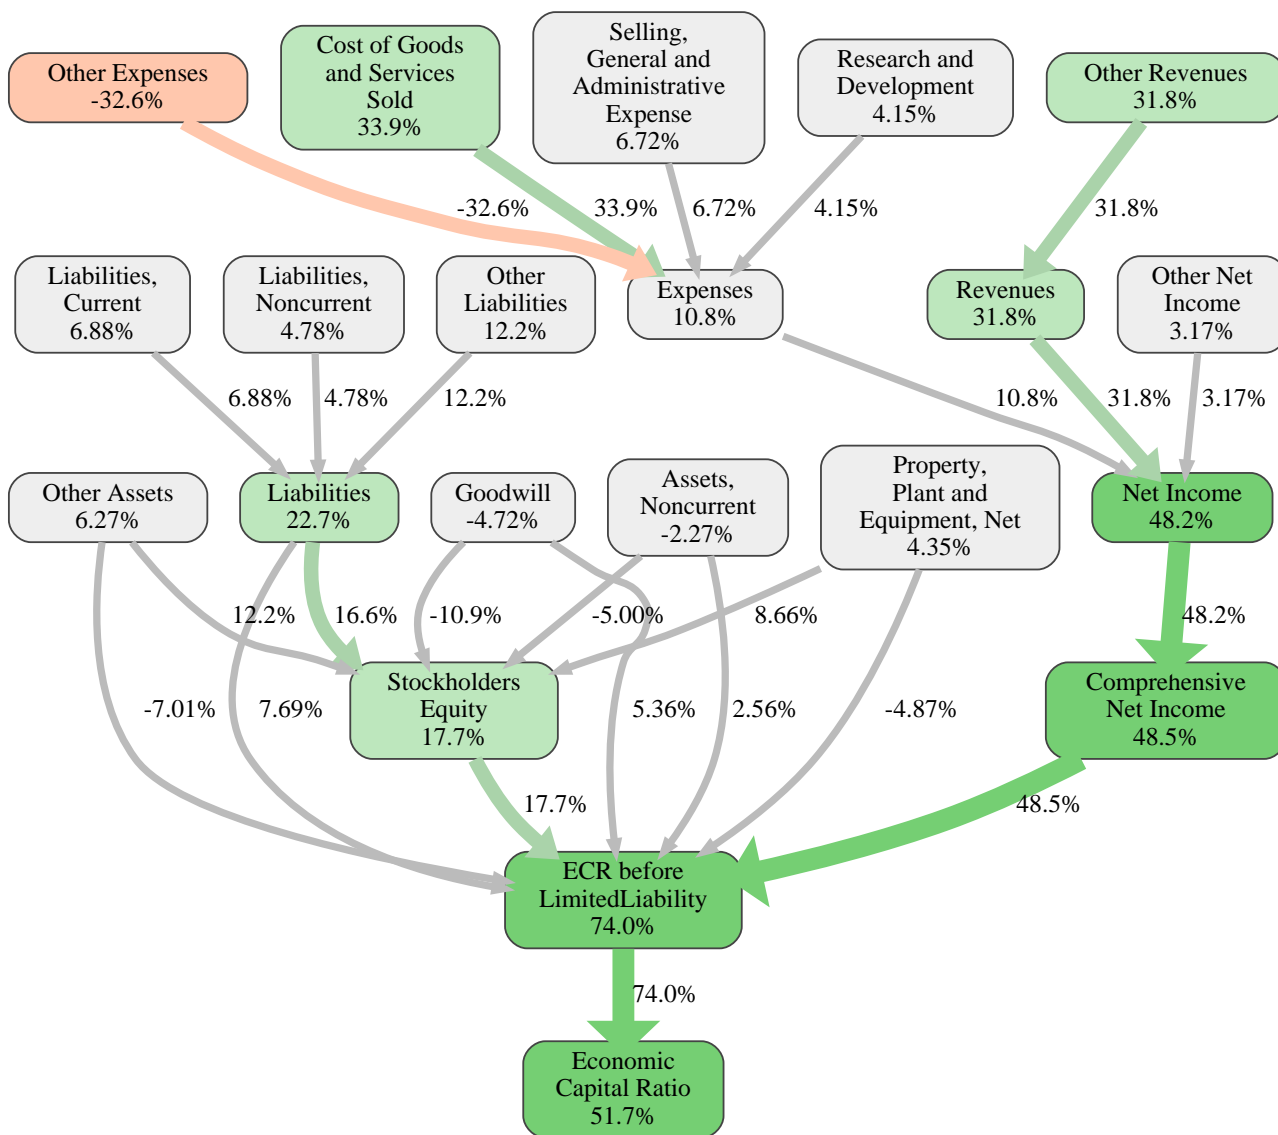 Other Expenses
-32.6%
Cost of Goods
and Services
Sold
33.9%
Selling,
General and
Administrative
Expense
6.72%
Research and
Development
4.15%
Other Revenues
31.8%
-32.6%
33.9%
6.72%
4.15%
31.8%
Liabilities,
Current
6.88%
Liabilities,
Noncurrent
4.78%
Other
Liabilities
12.2%
Expenses
10.8%
Revenues
31.8%
Other Net
Income
3.17%
6.88%
4.78%
12.2%
10.8%
31.8%
3.17%
Other Assets
6.27%
Liabilities
22.7%
Goodwill
-4.72%
Assets,
Noncurrent
-2.27%
Property,
Plant and
Equipment, Net
4.35%
Net Income
48.2%
12.2%
16.6%
-10.9%
-5.00%
8.66%
48.2%
Stockholders
Equity
17.7%
Comprehensive
Net Income
48.5%
-7.01%
7.69%
5.36%
2.56%
-4.87%
17.7%
48.5%
ECR before
LimitedLiability
74.0%
74.0%
Economic
Capital Ratio
51.7%